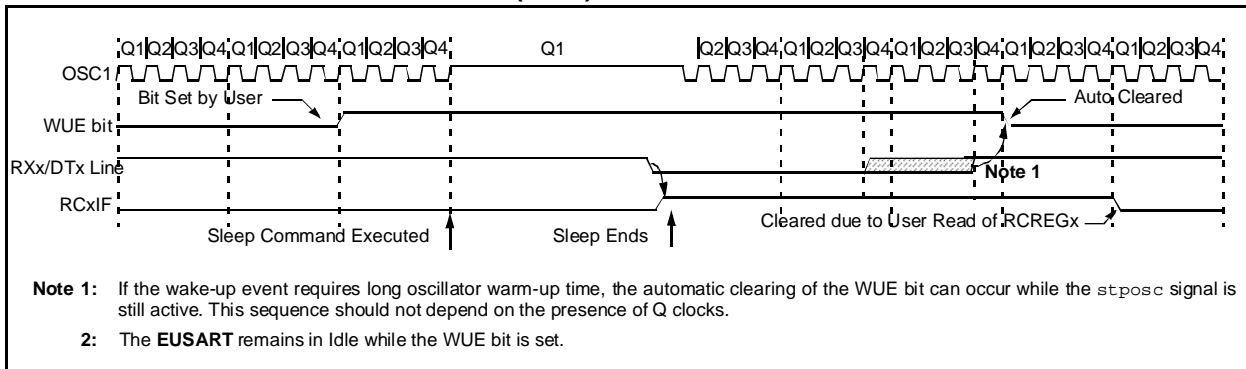 Q1 Q2 Q3 Q4 Q1 Q2 Q3 Q4 Q1 Q2 Q3 Q4 Q1 Q2 Q3 Q4 Q1 Q2 Q3 Q4 Q1 Q2 Q3 Q4 Q1 Q2 Q3 Q4 Q1 Q2 Q3 Q4
OSC1
Bit Set by User
Auto Cleared
WUE bit
RXx/DTx Line
Note 1
RCxIF
Cleared due to User Read of RCREGx
Sleep Command Executed
Sleep Ends
Note 1: If the wake-up event requires long oscillator warm-up time, the automatic clearing of the WUE bit can occur while the stposc signal is
still active. This sequence should not depend on the presence of Q clocks.
2: The EUSART remains in Idle while the WUE bit is set.